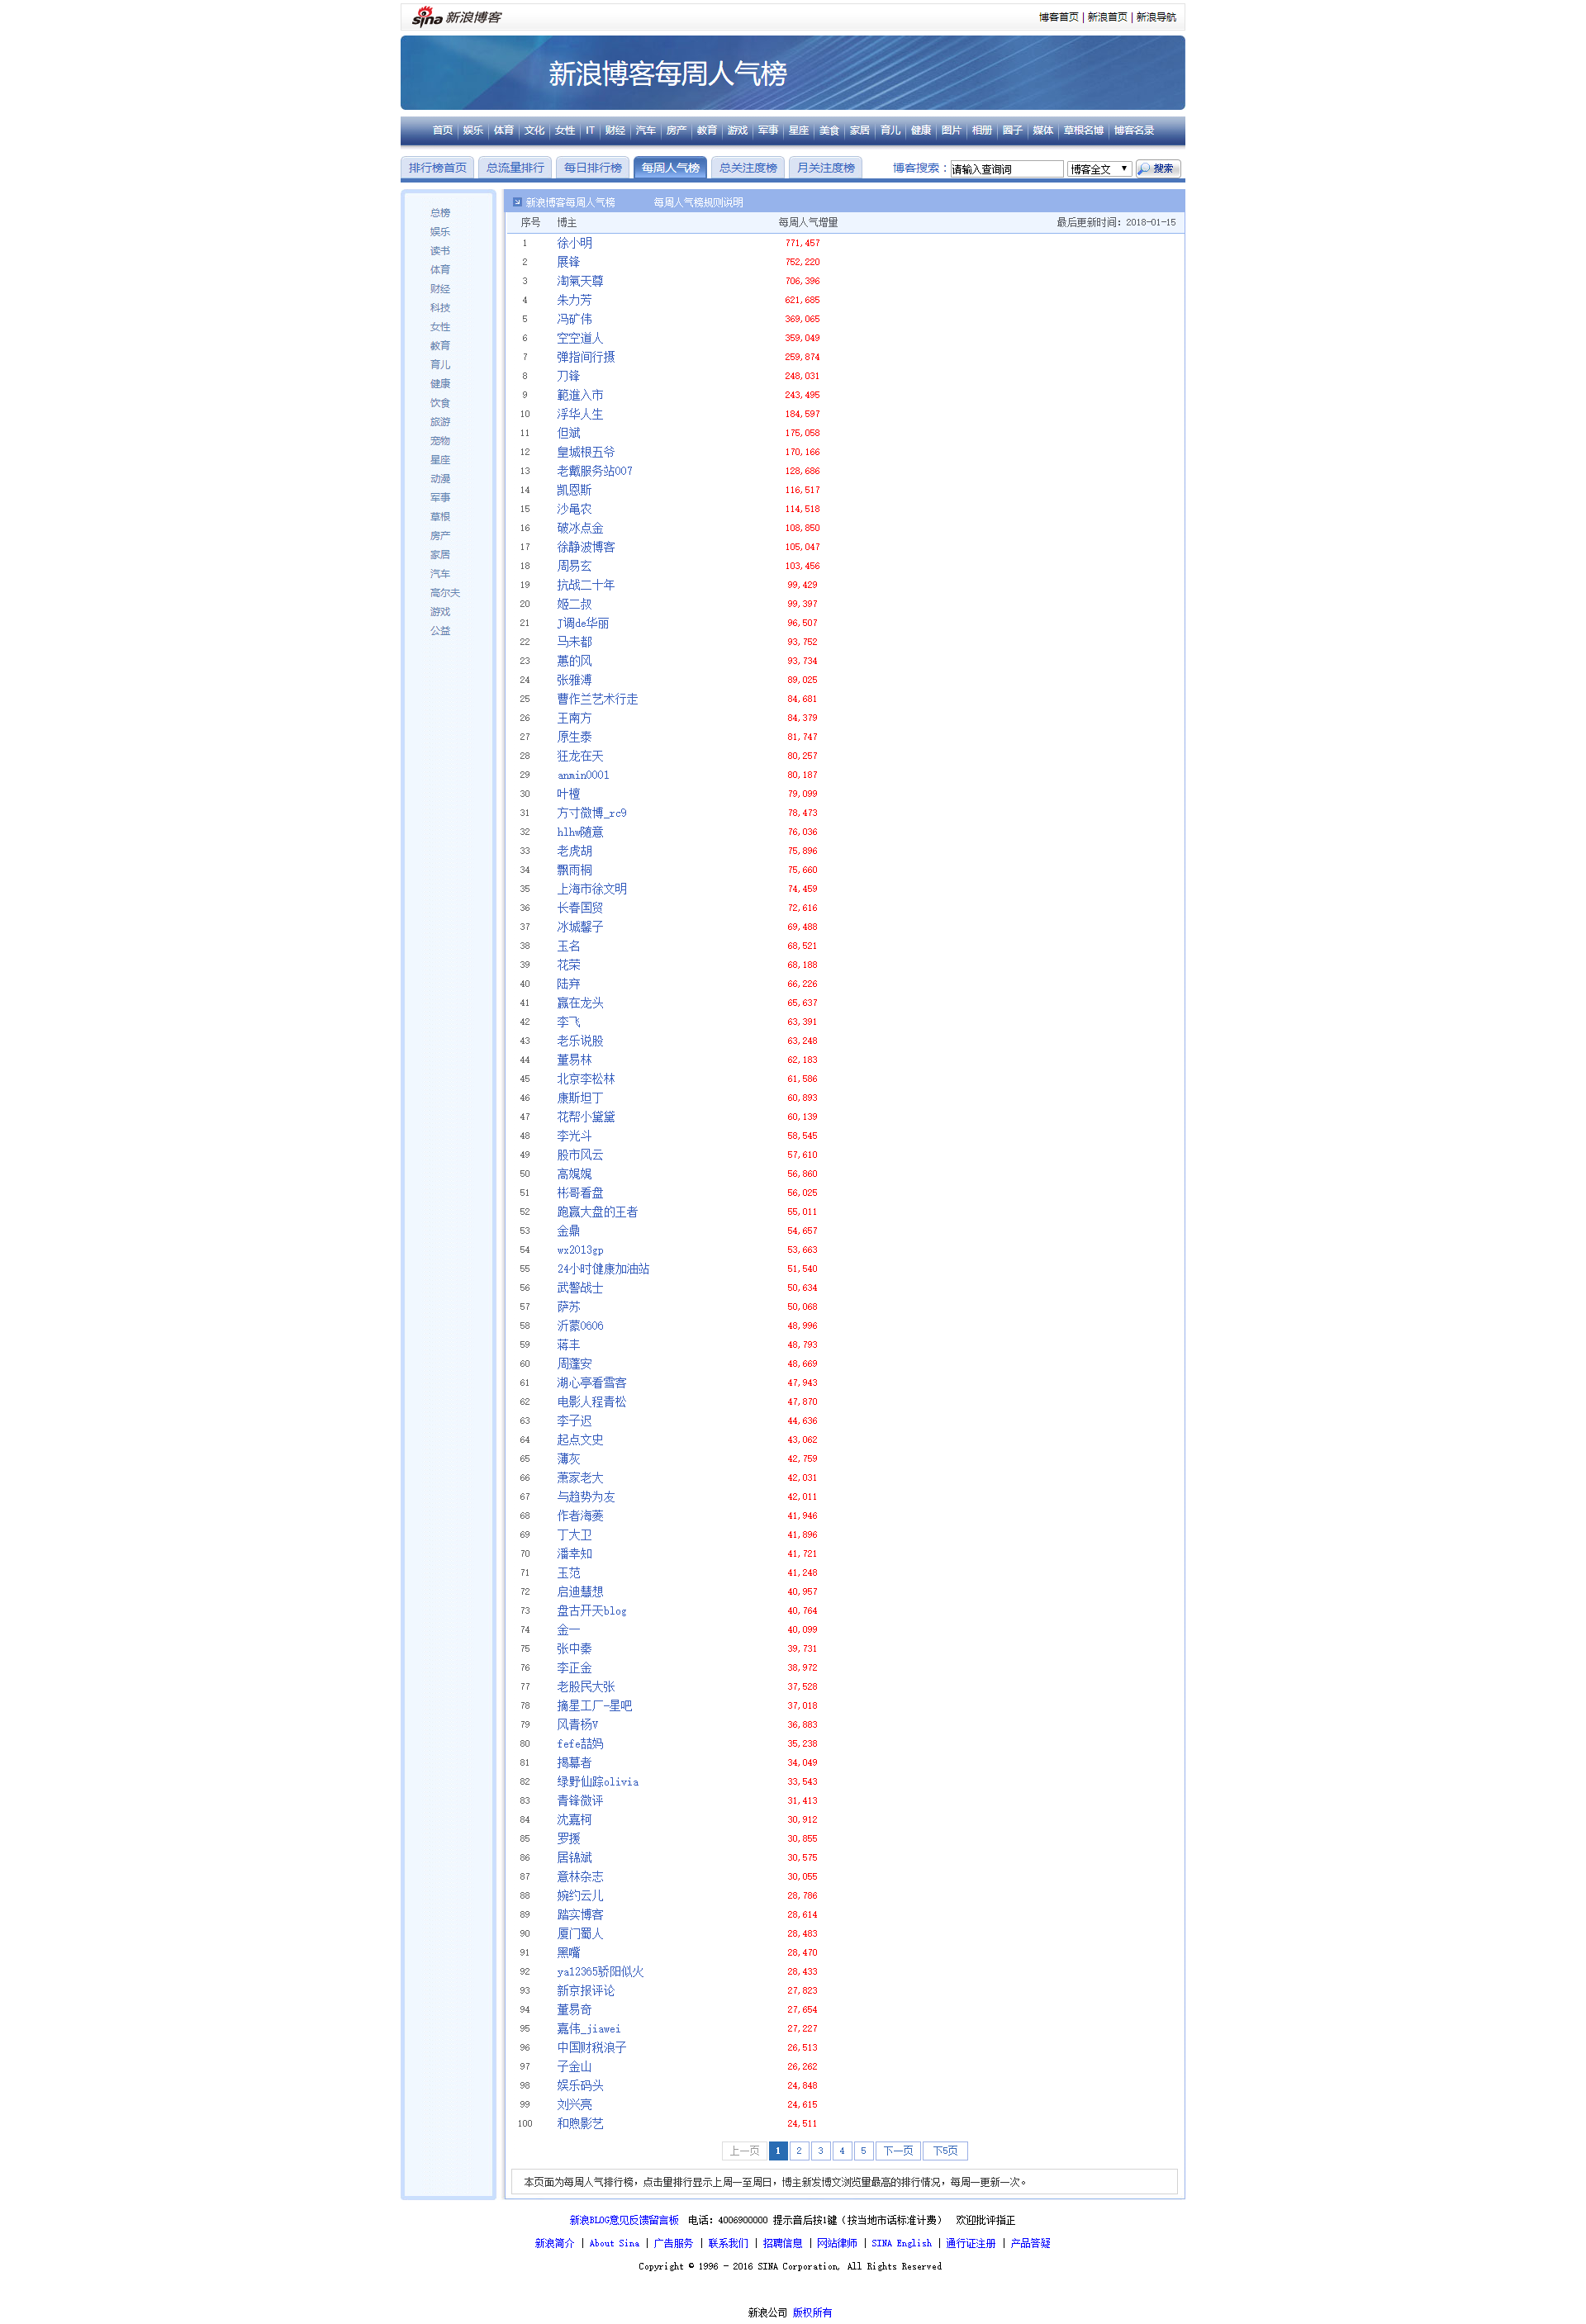 sina 新浪博客
博客首页 | 新浪首页 | 新浪导航
新浪博客每周人气榜
首页 娱乐 体育 文化 女性 IT 财经 汽车 房产 教育 游戏 军事 星座 美食 家居 育儿 健康 图片 相册 圈子 媒体 草根名博 博客名录
排行榜首页 总流量排行 每日排行榜 每周人气榜 总关注度榜 月关注度榜 博客搜索： 请输入查询词 博客全文 搜索
总榜
娱乐
读书
体育
财经
科技
女性
教育
育儿
健康
饮食
旅游
宠物
星座
动漫
军事
草根
房产
家居
汽车
高尔夫
游戏
公益
新浪博客每周人气榜 每周人气榜规则说明
序号 博主 每周人气增量 最后更新时间：2018-01-15
1 徐小明 771,457
2 展锋 752,220
3 淘氣天尊 706,396
4 朱力芳 621,685
5 冯矿伟 369,065
6 空空道人 359,049
7 弹指间行摄 259,874
8 刀锋 248,031
9 範進入市 243,495
10 浮华人生 184,597
11 但斌 175,058
12 皇城根五爷 170,166
13 老戴服务站007 128,686
14 凯恩斯 116,517
15 沙黾农 114,518
16 破冰点金 108,850
17 徐静波博客 105,047
18 周易玄 103,456
19 抗战二十年 99,429
20 姬二叔 99,397
21 J调de华丽 96,507
22 马未都 93,752
23 蕙的风 93,734
24 张雅溥 89,025
25 曹作兰艺术行走 84,681
26 王南方 84,379
27 原生泰 81,747
28 狂龙在天 80,257
29 anmin0001 80,187
30 叶檀 79,099
31 方寸微博_rc9 78,473
32 hlhw随意 76,036
33 老虎胡 75,896
34 飘雨桐 75,660
35 上海市徐文明 74,459
36 长春国贸 72,616
37 冰城馨子 69,488
38 玉名 68,521
39 花荣 68,188
40 陆弃 66,226
41 赢在龙头 65,637
42 李飞 63,391
43 老乐说股 63,248
44 董易林 62,183
45 北京李松林 61,586
46 康斯坦丁 60,893
47 花帮小黛黛 60,139
48 李光斗 58,545
49 股市风云 57,610
50 高娓娓 56,860
51 彬哥看盘 56,025
52 跑赢大盘的王者 55,011
53 金鼎 54,657
54 wx2013gp 53,663
55 24小时健康加油站 51,540
56 武警战士 50,634
57 萨苏 50,068
58 沂蒙0606 48,996
59 蒋丰 48,793
60 周蓬安 48,669
61 湖心亭看雪客 47,943
62 电影人程青松 47,870
63 李子迟 44,636
64 起点文史 43,062
65 薄灰 42,759
66 萧家老大 42,031
67 与趋势为友 42,011
68 作者海菱 41,946
69 丁大卫 41,896
70 潘幸知 41,721
71 玉范 41,248
72 启迪慧想 40,957
73 盘古开天blog 40,764
74 金一 40,099
75 张中秦 39,731
76 李正金 38,972
77 老股民大张 37,528
78 摘星工厂-星吧 37,018
79 风青杨V 36,883
80 fefe喆妈 35,238
81 揭幕者 34,049
82 绿野仙踪olivia 33,543
83 青锋微评 31,413
84 沈嘉柯 30,912
85 罗援 30,855
86 居锦斌 30,575
87 意林杂志 30,055
88 婉约云儿 28,786
89 踏实博客 28,614
90 厦门蜀人 28,483
91 黑嘴 28,470
92 ya12365骄阳似火 28,433
93 新京报评论 27,823
94 董易奇 27,654
95 嘉伟_jiawei 27,227
96 中国财税浪子 26,513
97 子金山 26,262
98 娱乐码头 24,848
99 刘兴亮 24,615
100 和煦影艺 24,511
上一页 1 2 3 4 5 下一页 下5页
本页面为每周人气排行榜，点击量排行显示上周一至周日，博主新发博文浏览量最高的排行情况，每周一更新一次。
新浪BLOG意见反馈留言板 电话：4006900000 提示音后按1键（按当地市话标准计费） 欢迎批评指正
新浪简介 | About Sina | 广告服务 | 联系我们 | 招聘信息 | 网站律师 | SINA English | 通行证注册 | 产品答疑
Copyright © 1996 - 2016 SINA Corporation, All Rights Reserved
新浪公司 版权所有